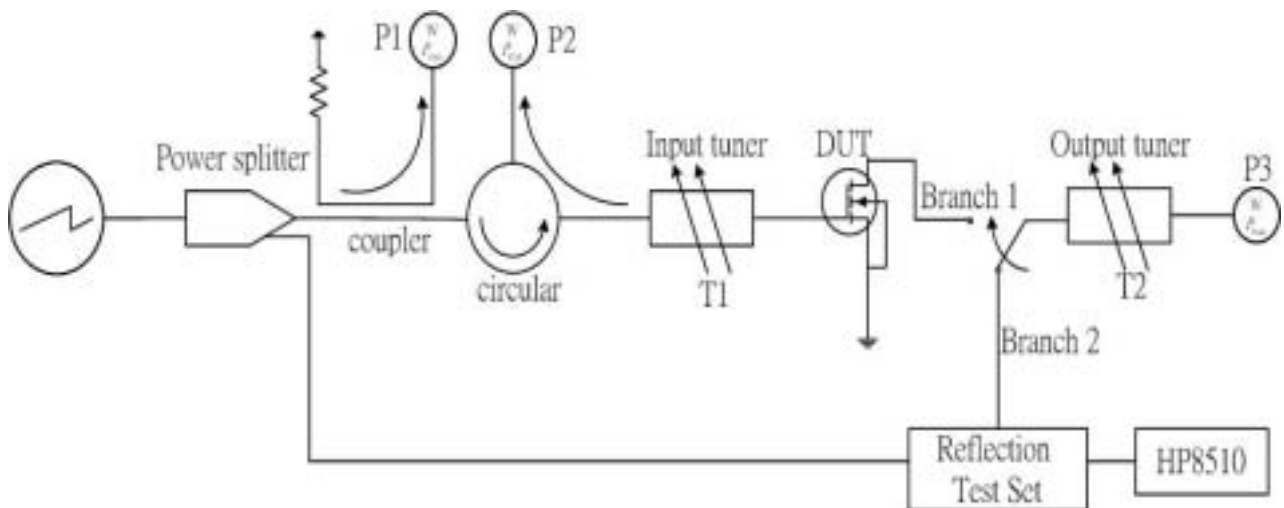 P1
P2
Power splitter
Input tuner
DUT
Output tuner
P3
Branch 1
coupler
circular
T1
T2
Branch 2
Reflection
Test Set
HP8510